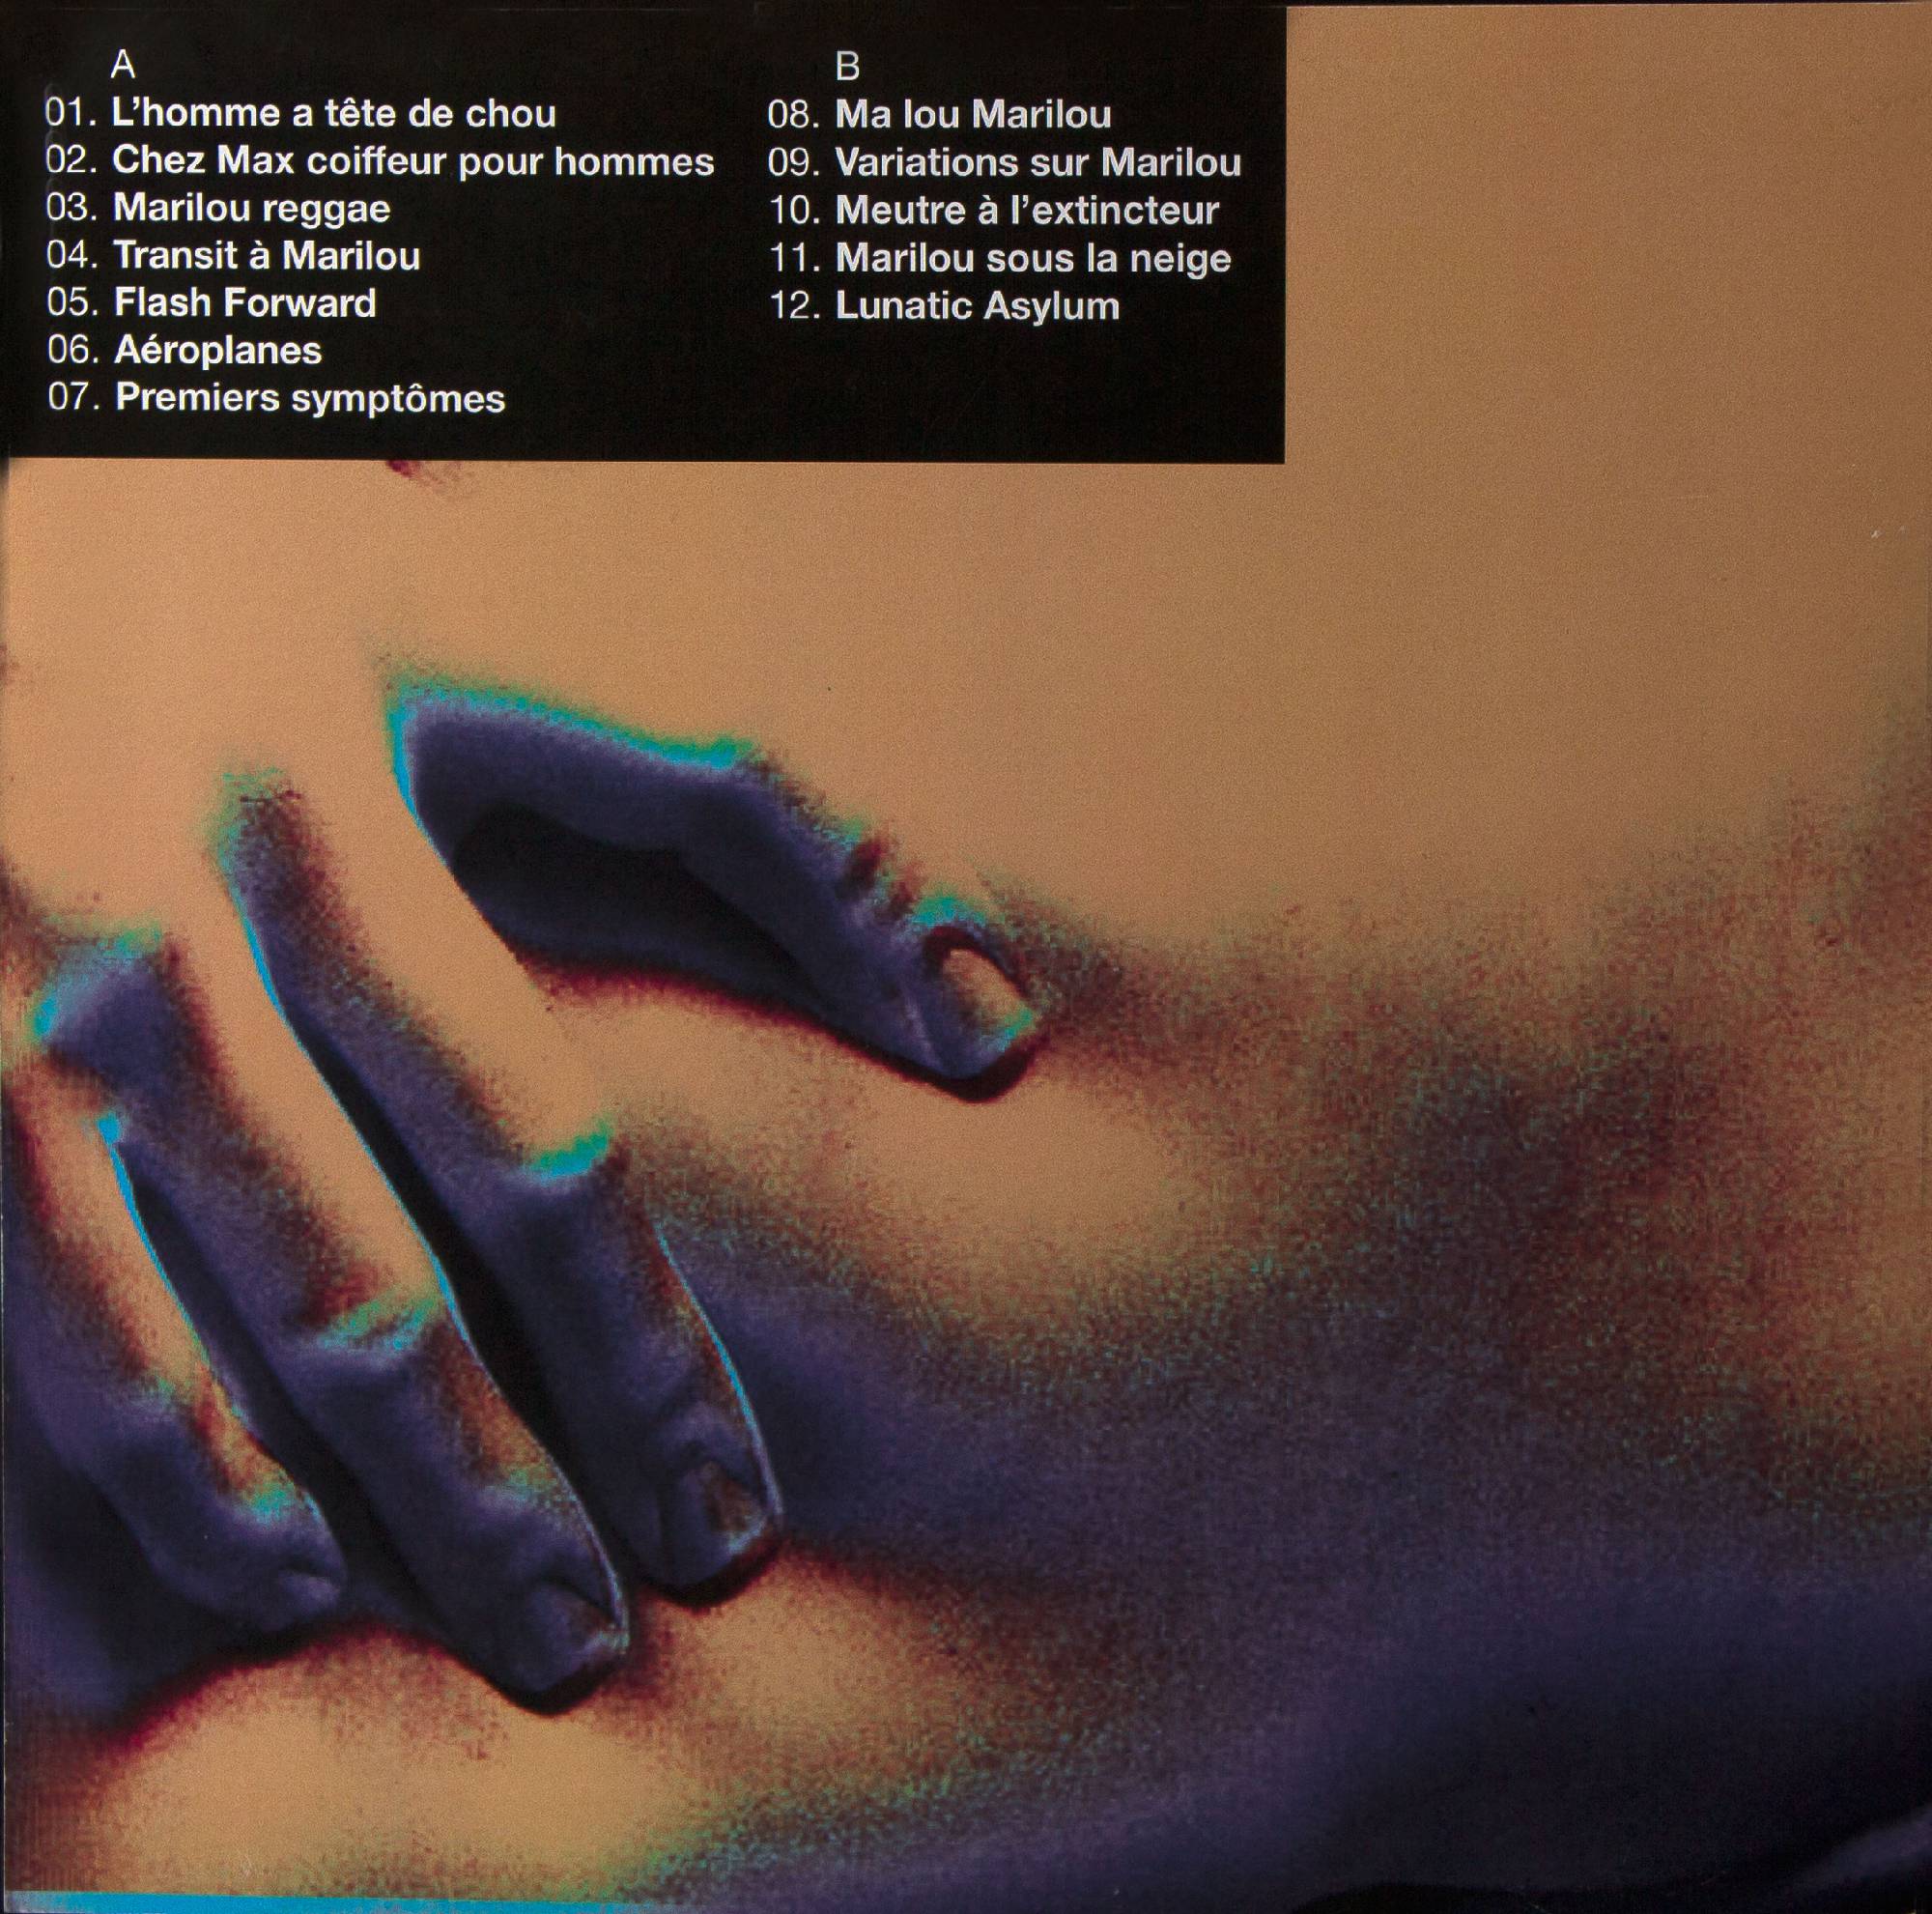 A
01. L’homme a tête de chou
02. Chez Max coiffeur pour hommes
03. Marilou reggae
04. Transit à Marilou
05. Flash Forward
06. Aéroplanes
07. Premiers symptômes
B
08. Ma lou Marilou
09. Variations sur Marilou
10. Meutre à l’extincteur
11. Marilou sous la neige
12. Lunatic Asylum